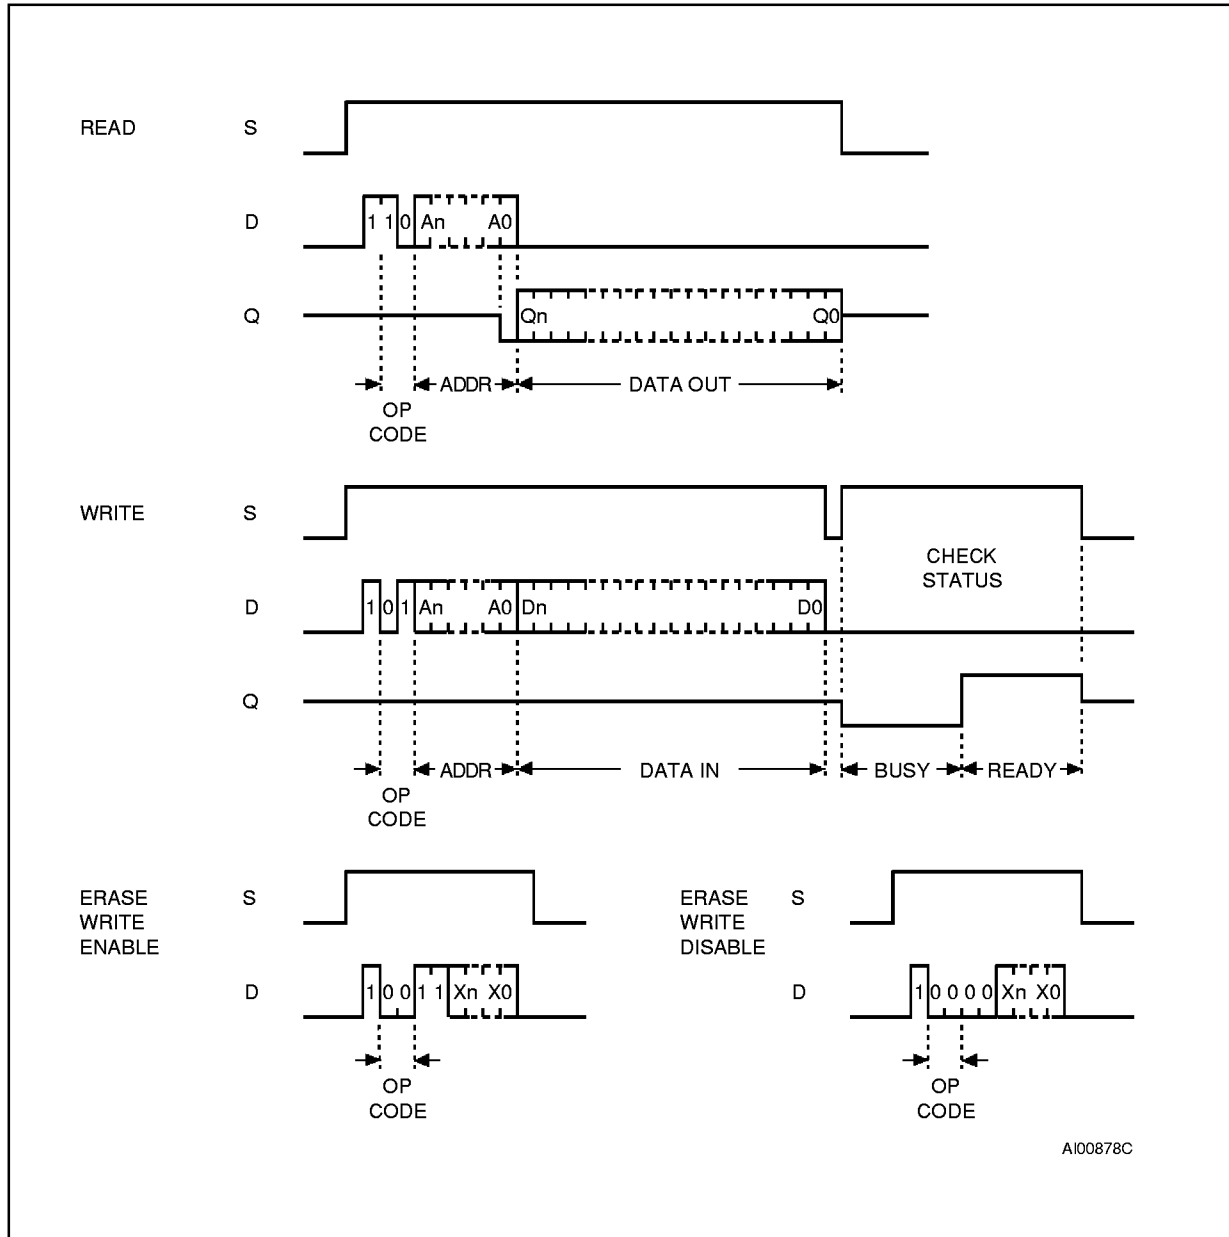 READ S
D 1 1 0 An A0
Q Qn Q0
ADDR DATA OUT
OP
CODE
WRITE S
CHECK
STATUS
D 1 0 1 An A0 Dn D0
Q
ADDR DATA IN BUSY READY
OP
CODE
ERASE
WRITE
ENABLE
S
D 1 0 0 1 1 Xn X0
OP
CODE
ERASE
WRITE
DISABLE
S
D 1 0 0 0 0 Xn X0
OP
CODE
AI00878C